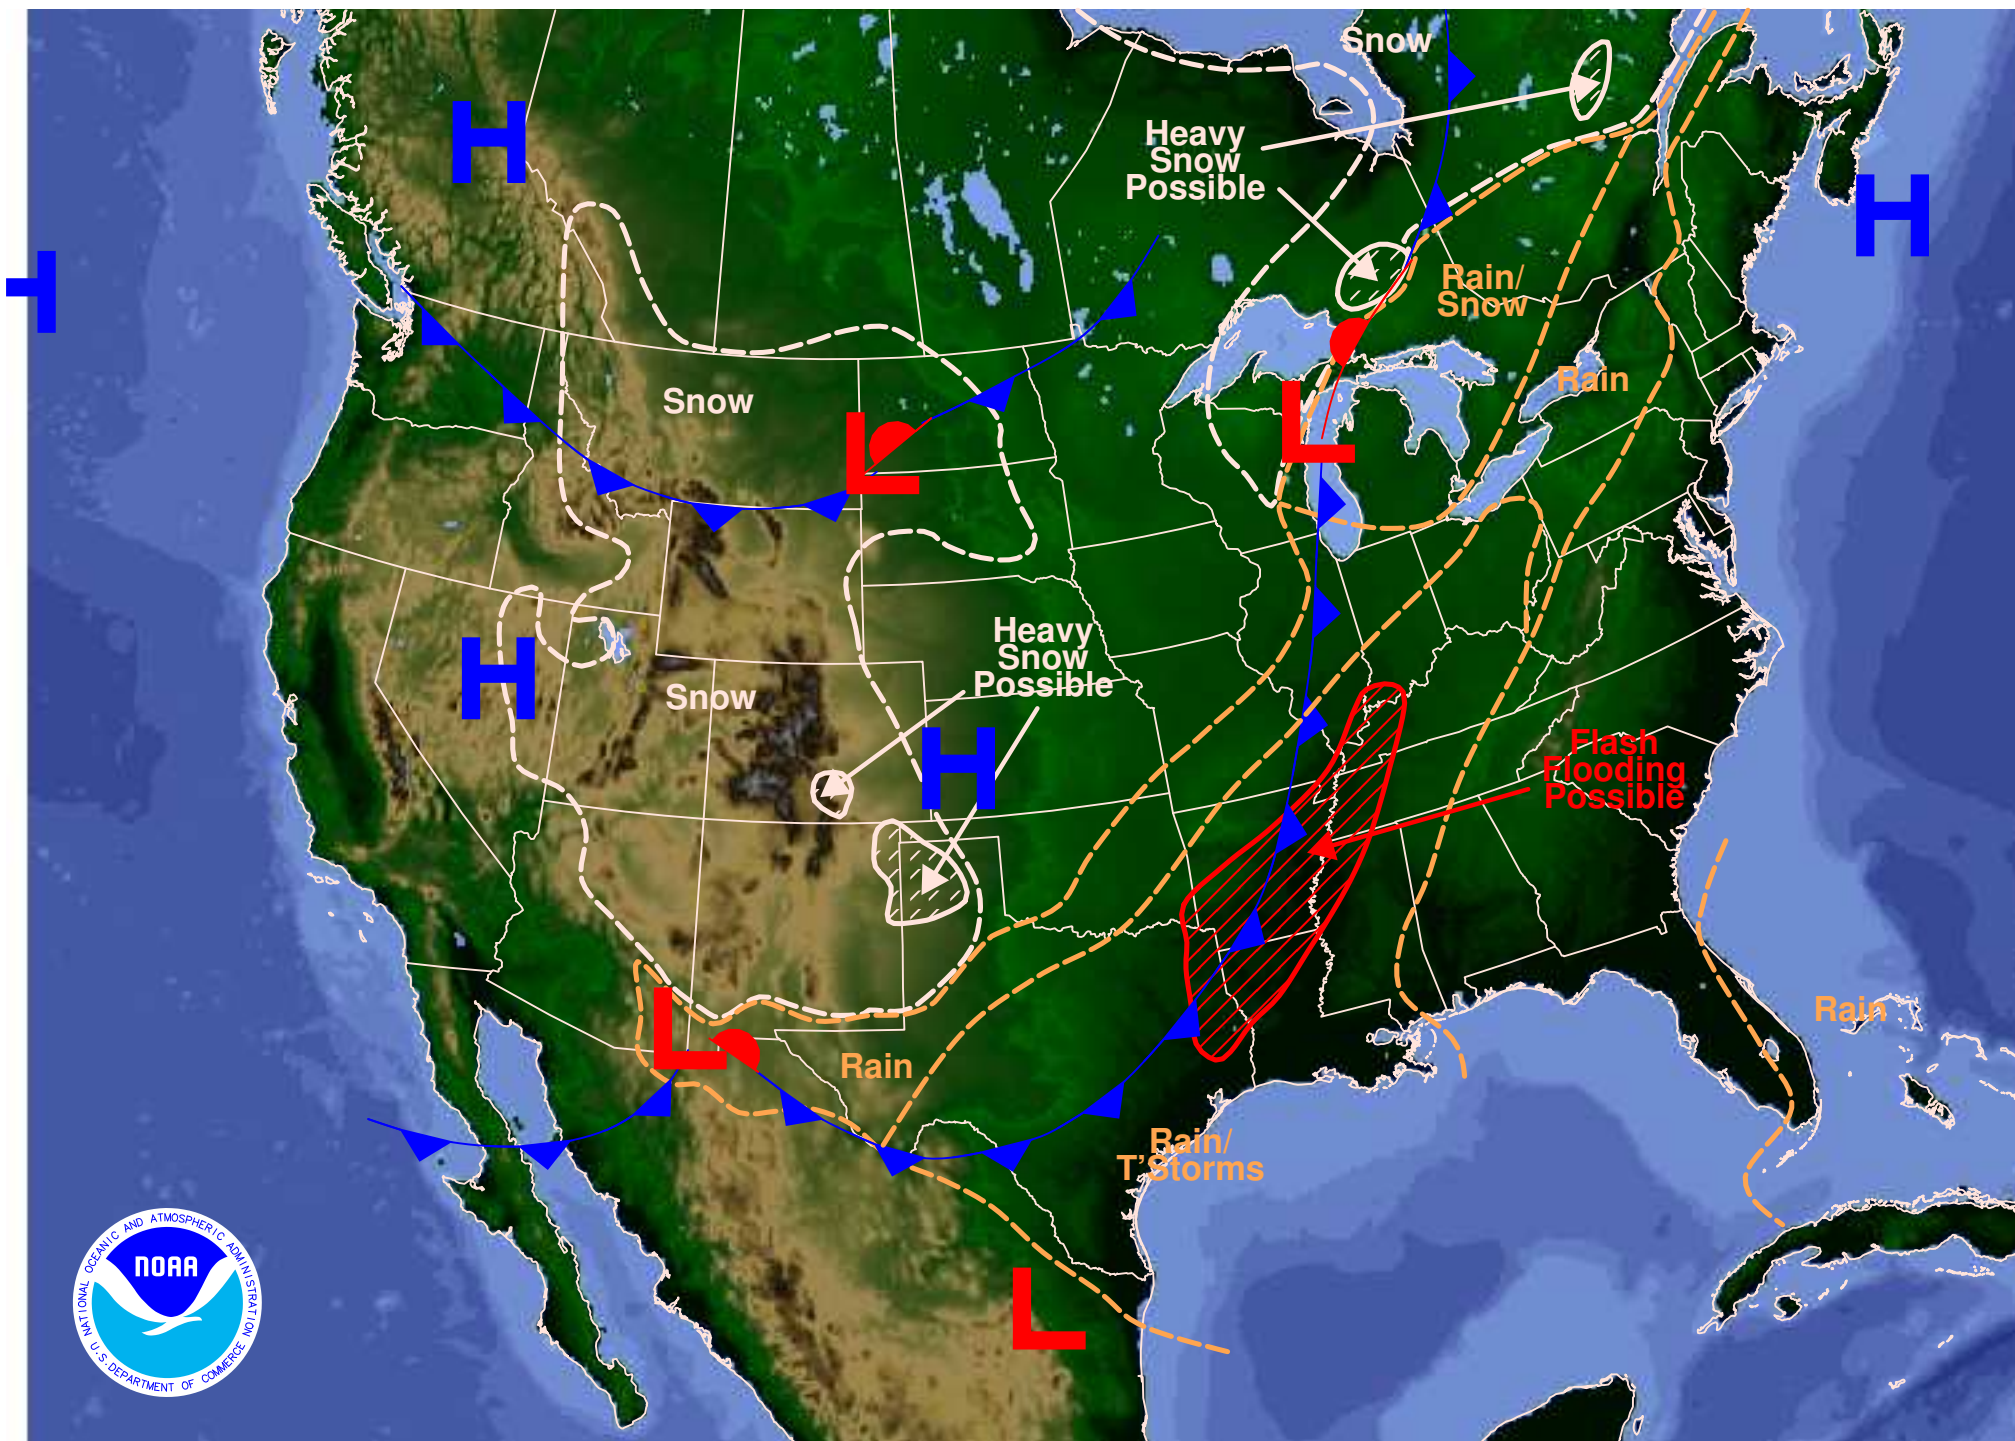 Snow
Heavy
Snow
Possible
H
H
H
Rain/
Snow
Rain
Snow
L
L
Heavy
Snow
Possible
H
Snow
H
Flash
Flooding
Possible
L
Rain
Rain
Rain/
T'Storms
L
NATIONAL OCEANIC AND ATMOSPHERIC ADMINISTRATION
NOAA
U.S. DEPARTMENT OF COMMERCE